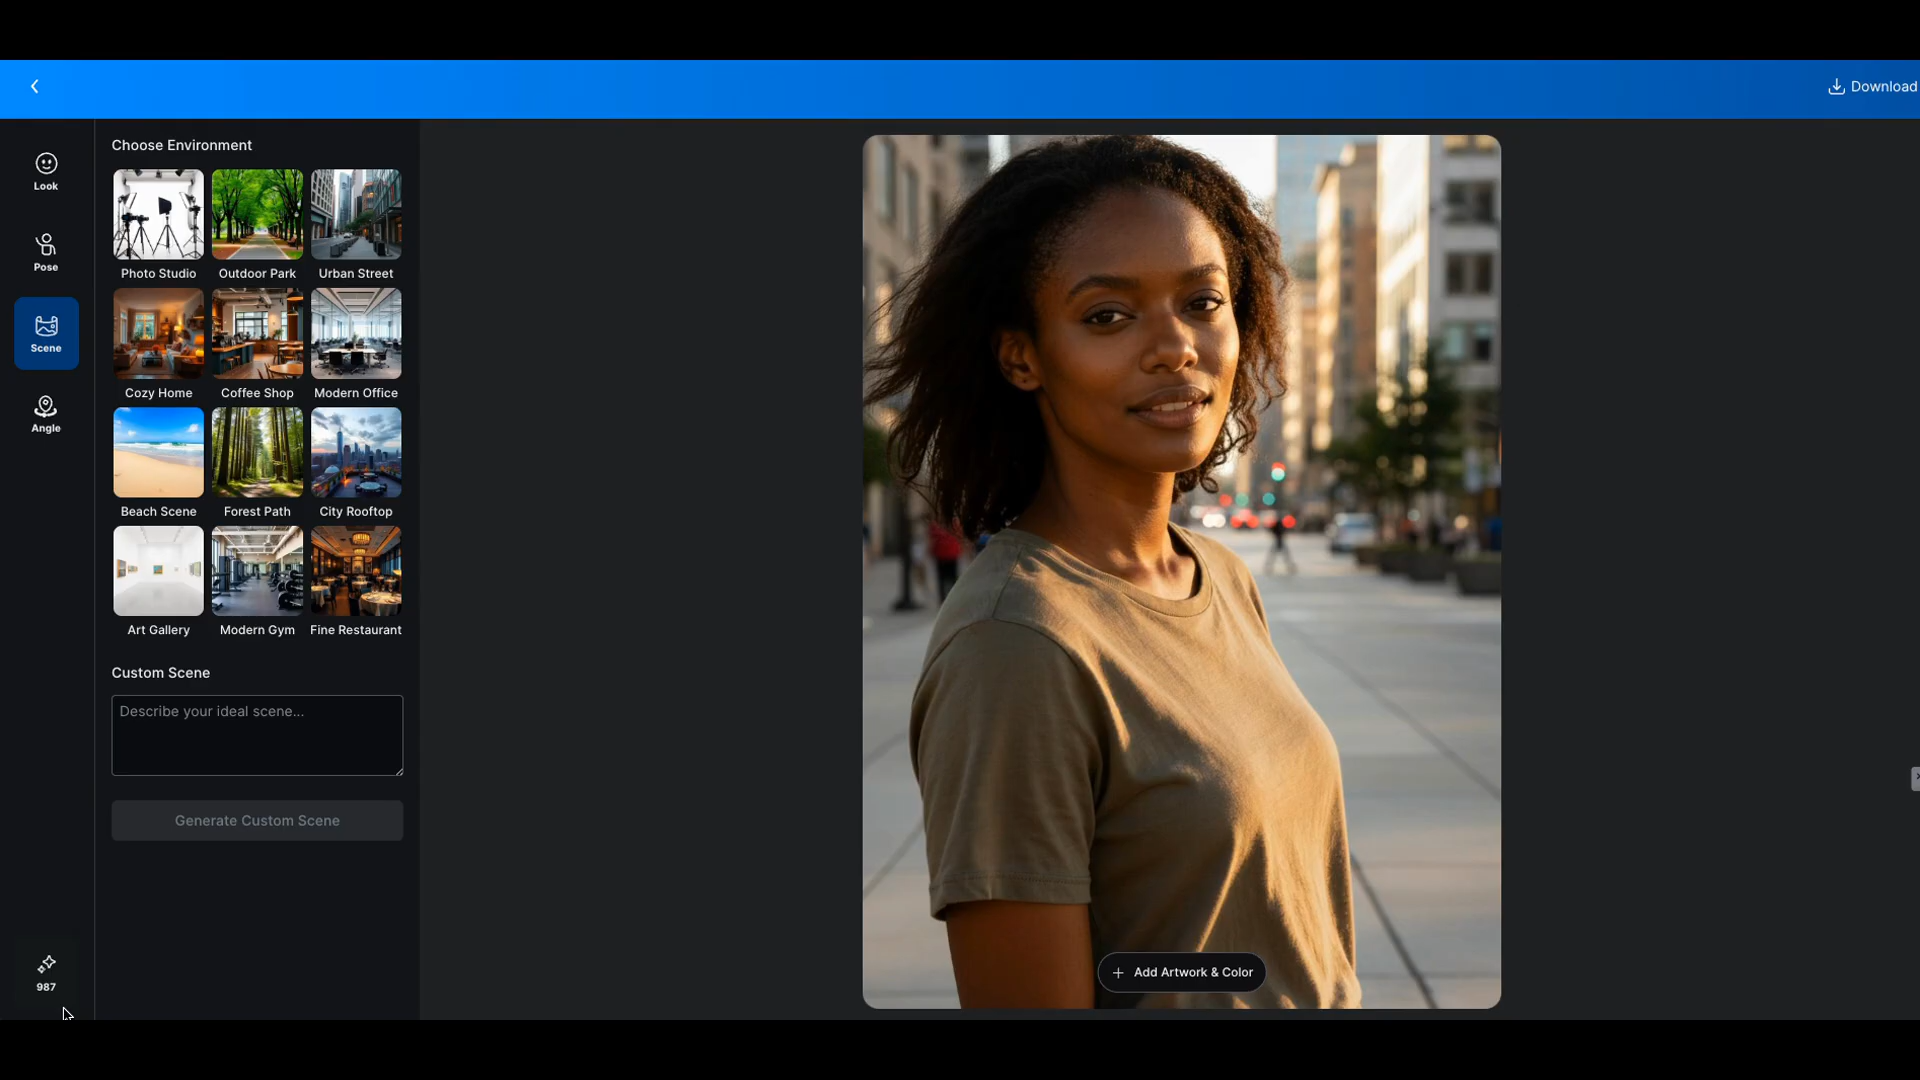 Download
Look
Pose
Scene
Angle
987
Choose Environment
Photo Studio
Outdoor Park
Urban Street
Cozy Home
Coffee Shop
Modern Office
Beach Scene
Forest Path
City Rooftop
Art Gallery
Modern Gym
Fine Restaurant
Custom Scene
Describe your ideal scene...
Generate Custom Scene
Add Artwork & Color